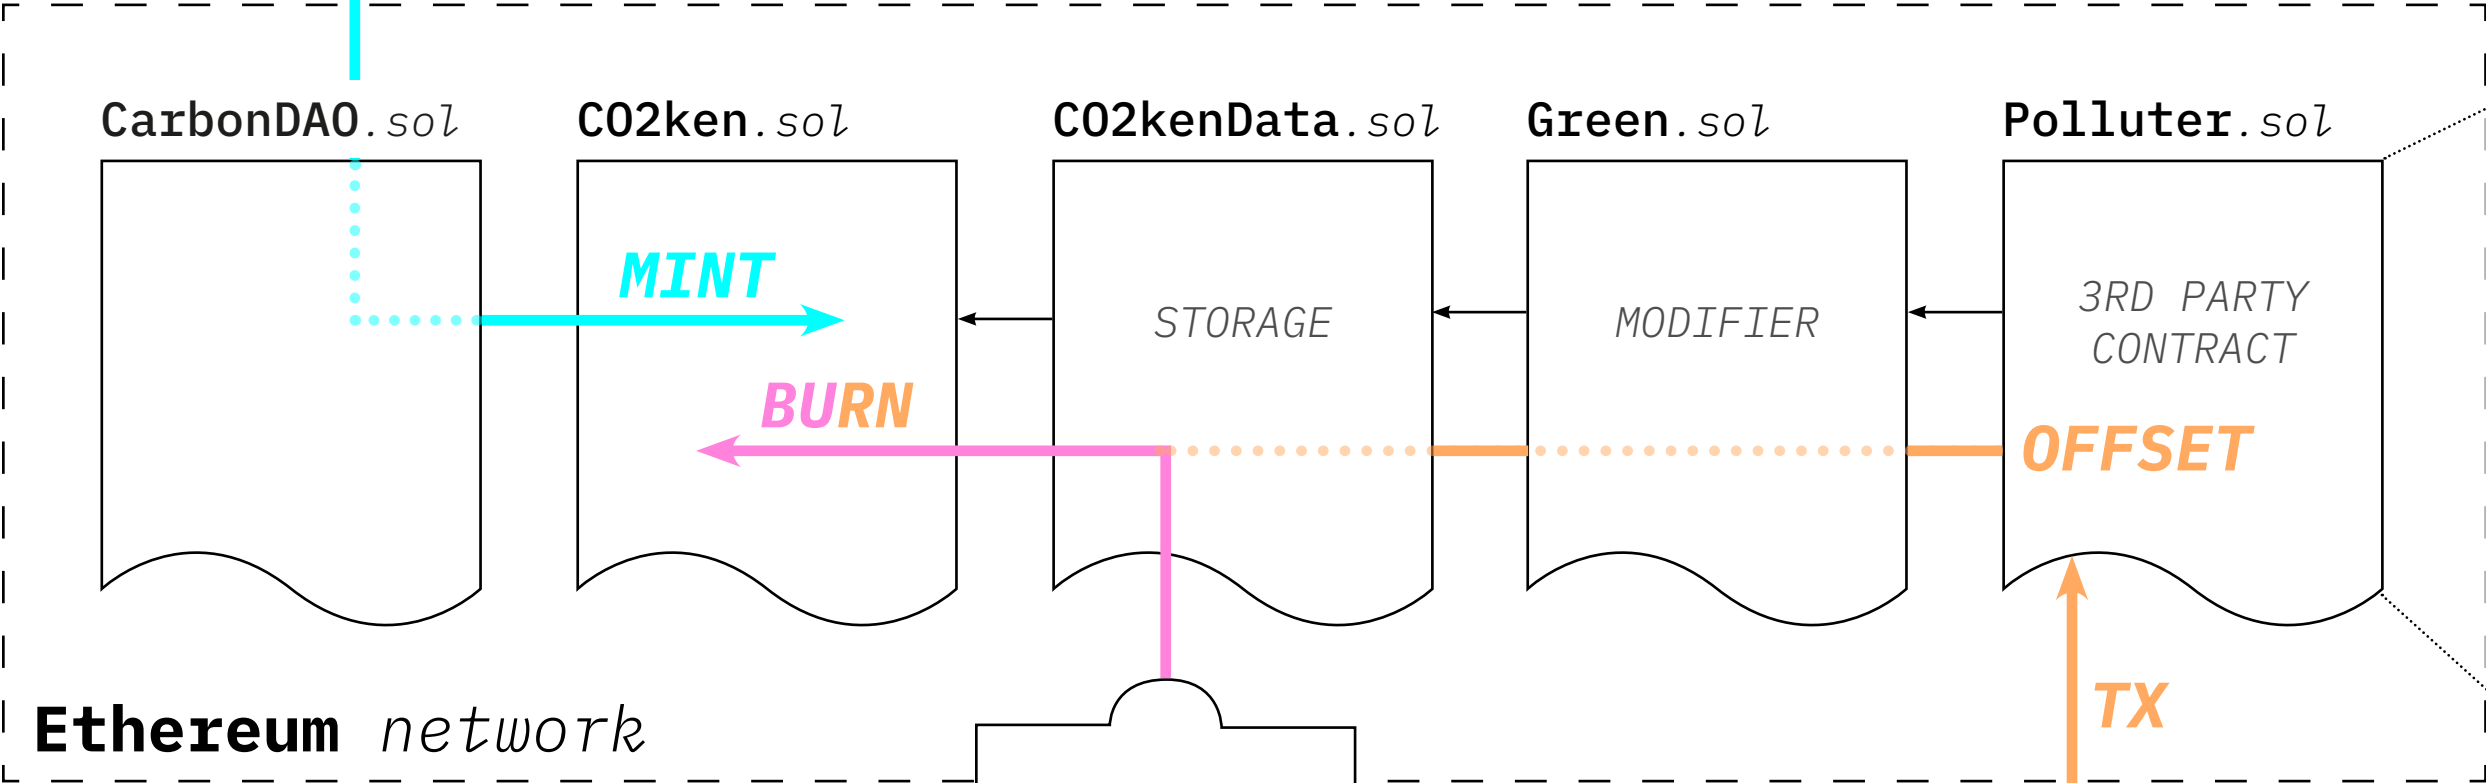 CarbonDAO.sol
CO2ken.sol
CO2kenData.sol
Green.sol
Polluter.sol
MINT
STORAGE
MODIFIER
3RD PARTY
CONTRACT
BURN
OFFSET
TX
Ethereum network